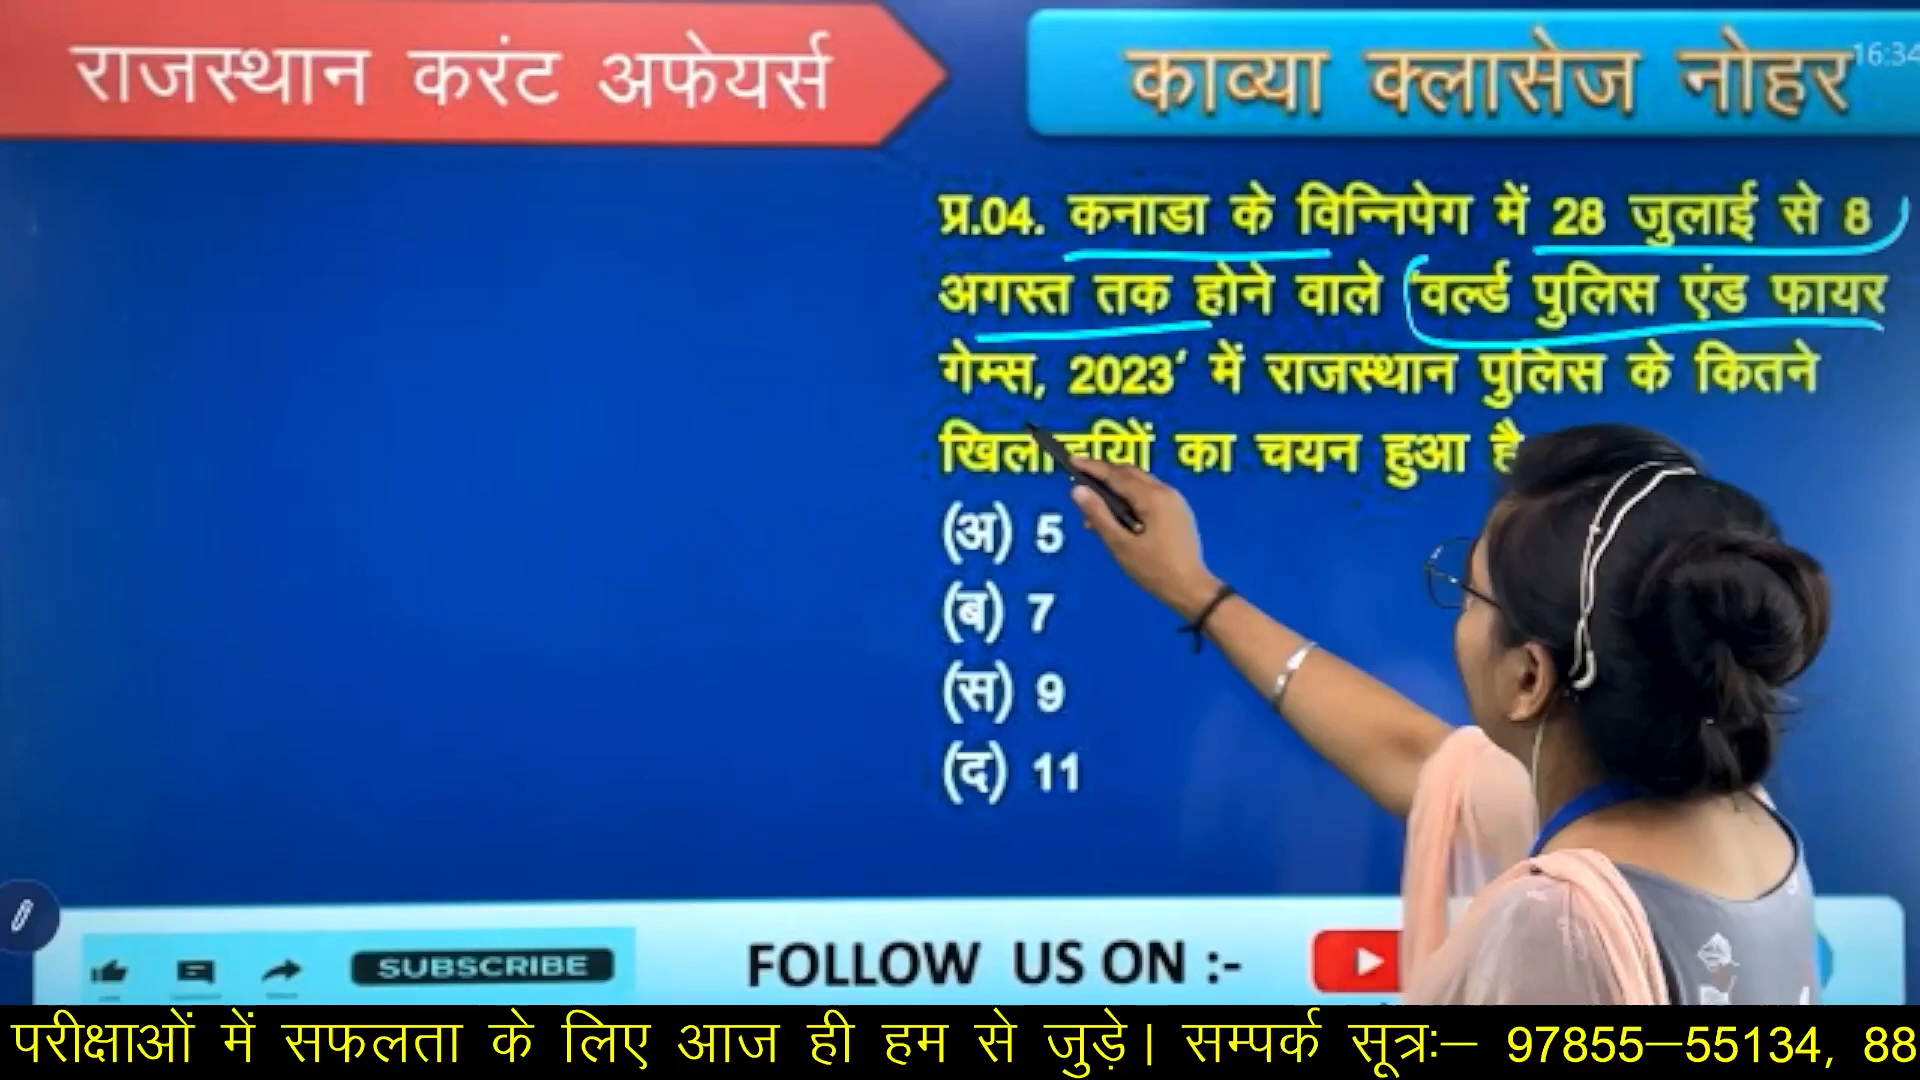 राजस्थान करंट अफेयर्स
काव्या क्लासेज नोहर
16:34
प्र.04. कनाडा के विन्निपेग में 28 जुलाई से 8
अगस्त तक होने वाले 'वर्ल्ड पुलिस एंड फायर
गेम्स, 2023' में राजस्थान पुलिस के कितने
का चयन हुआ है
(अ) 5
(ब) 7
(स) 9
(द) 11
SUBSCRIBE
FOLLOW US ON :-
परीक्षाओं में सफलता के लिए आज ही हम से जुड़े। सम्पर्क सूत्रः– 97855–55134, 88